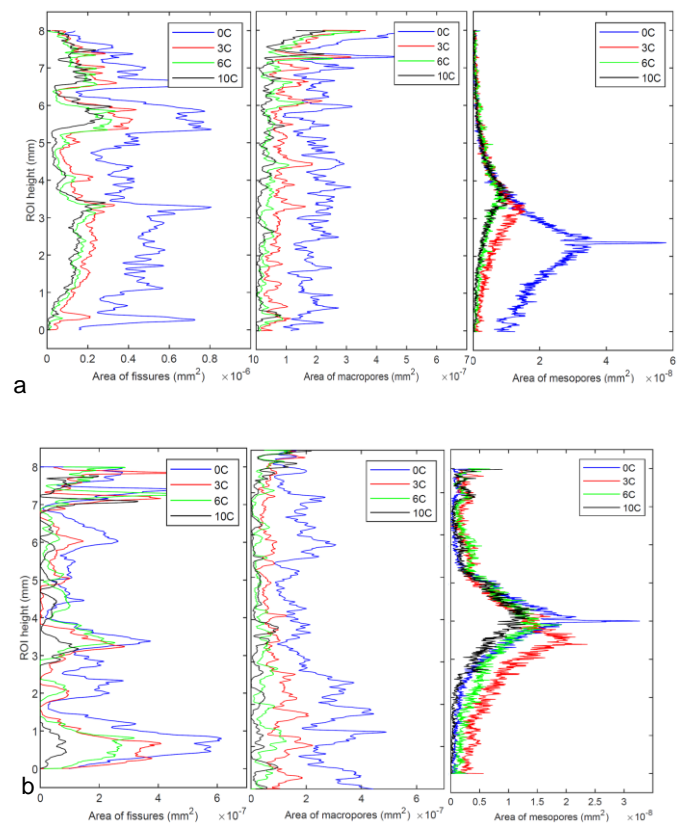 0C
3C
6C
10C
0C
3C
6C
10C
0C
3C
6C
10C
ROI height (mm)
8
7
6
5
4
3
2
1
0
0 0.2 0.4 0.6 0.8 1
Area of fissures (mm²) ×10⁻⁶
0 1 2 3 4 5 6 7
Area of macropores (mm²) ×10⁻⁷
0 2 4 6
Area of mesopores (mm²) ×10⁻⁸
a
0C
3C
6C
10C
0C
3C
6C
10C
0C
3C
6C
10C
ROI height (mm)
8
7
6
5
4
3
2
1
0
0 2 4 6
Area of fissures (mm²) ×10⁻⁷
0 2 4 6
Area of macropores (mm²) ×10⁻⁷
0 0.5 1 1.5 2 2.5 3
Area of mesopores (mm²) ×10⁻⁸
b